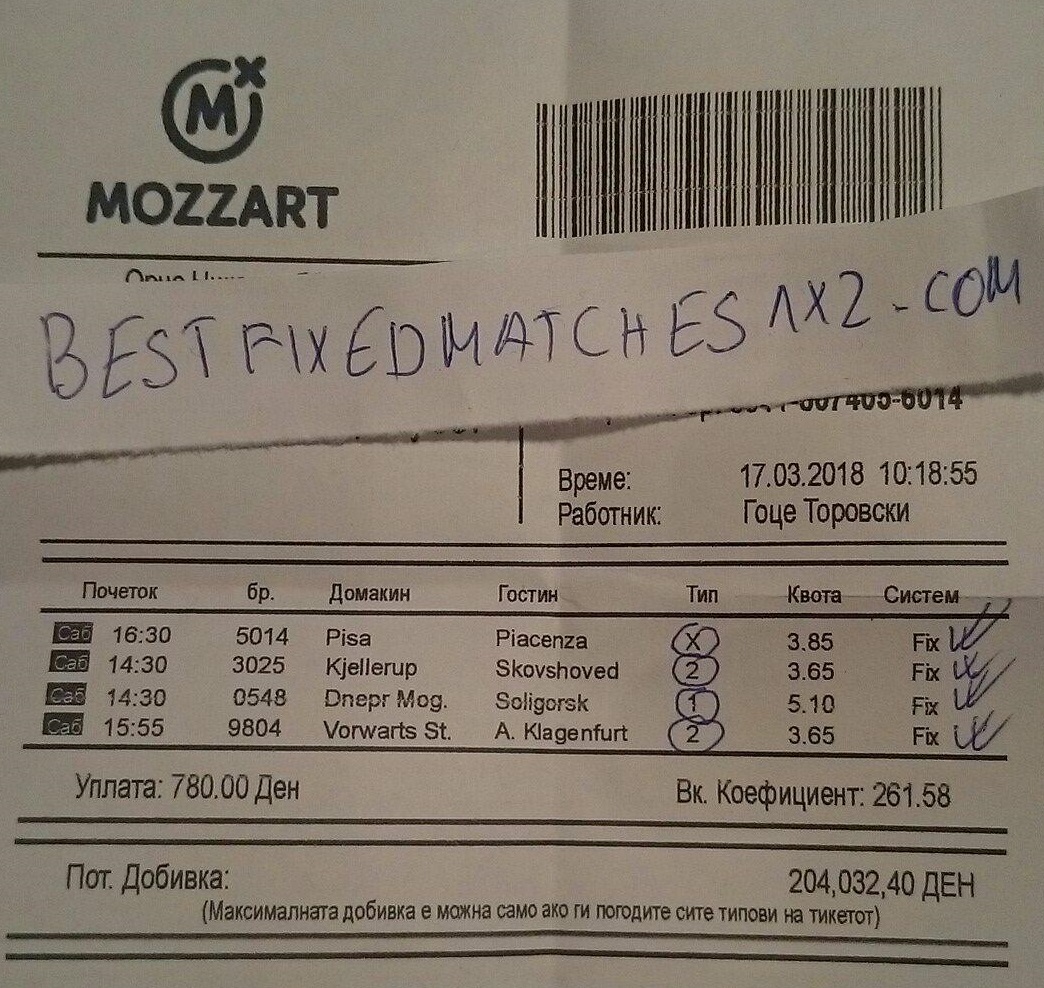 MOZZART
BESTFIXEDMATCHES1X2.COM
Време: 17.03.2018 10:18:55
Работник: Гоце Торовски
Почеток бр. Домакин Гостин Тип Квота Систем
Саб 16:30 5014 Pisa Piacenza X 3.85 Fix
Саб 14:30 3025 Kjellerup Skovshoved 2 3.65 Fix
Саб 14:30 0548 Dnepr Mog. Soligorsk 1 5.10 Fix
Саб 15:55 9804 Vorwarts St. A. Klagenfurt 2 3.65 Fix
Уплата: 780.00 Ден Вк. Коефициент: 261.58
Пот. Добивка: 204,032,40 ДЕН
(Максималната добивка е можна само ако ги погодите сите типови на тикетот)